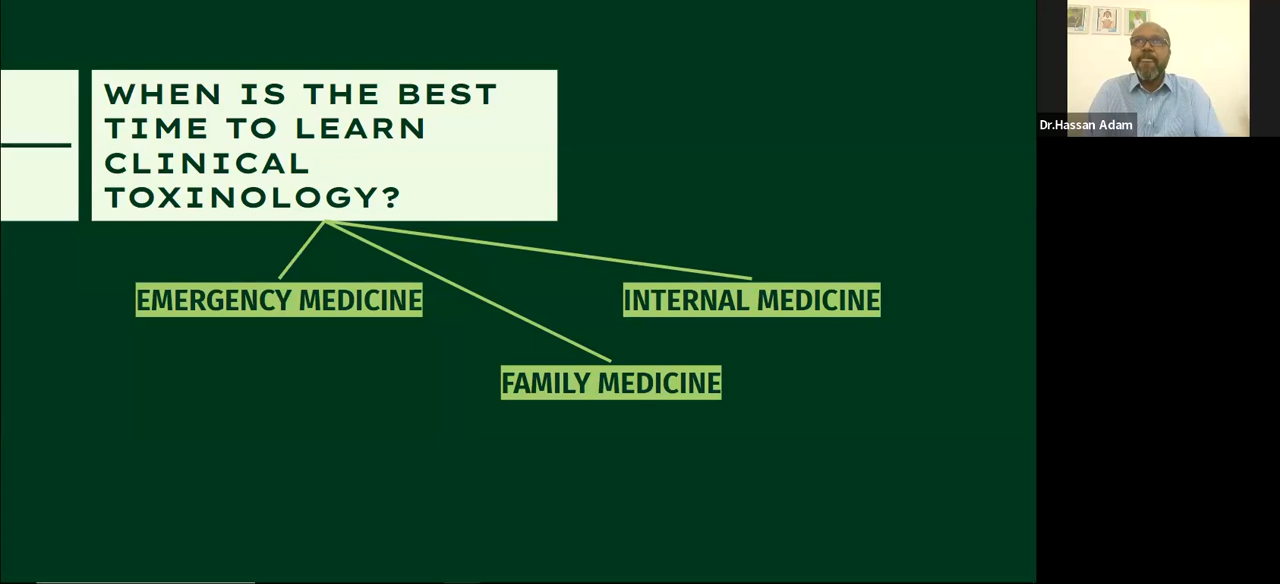 WHEN IS THE BEST
TIME TO LEARN
CLINICAL
TOXINOLOGY?
EMERGENCY MEDICINE
INTERNAL MEDICINE
FAMILY MEDICINE
Dr.Hassan Adam